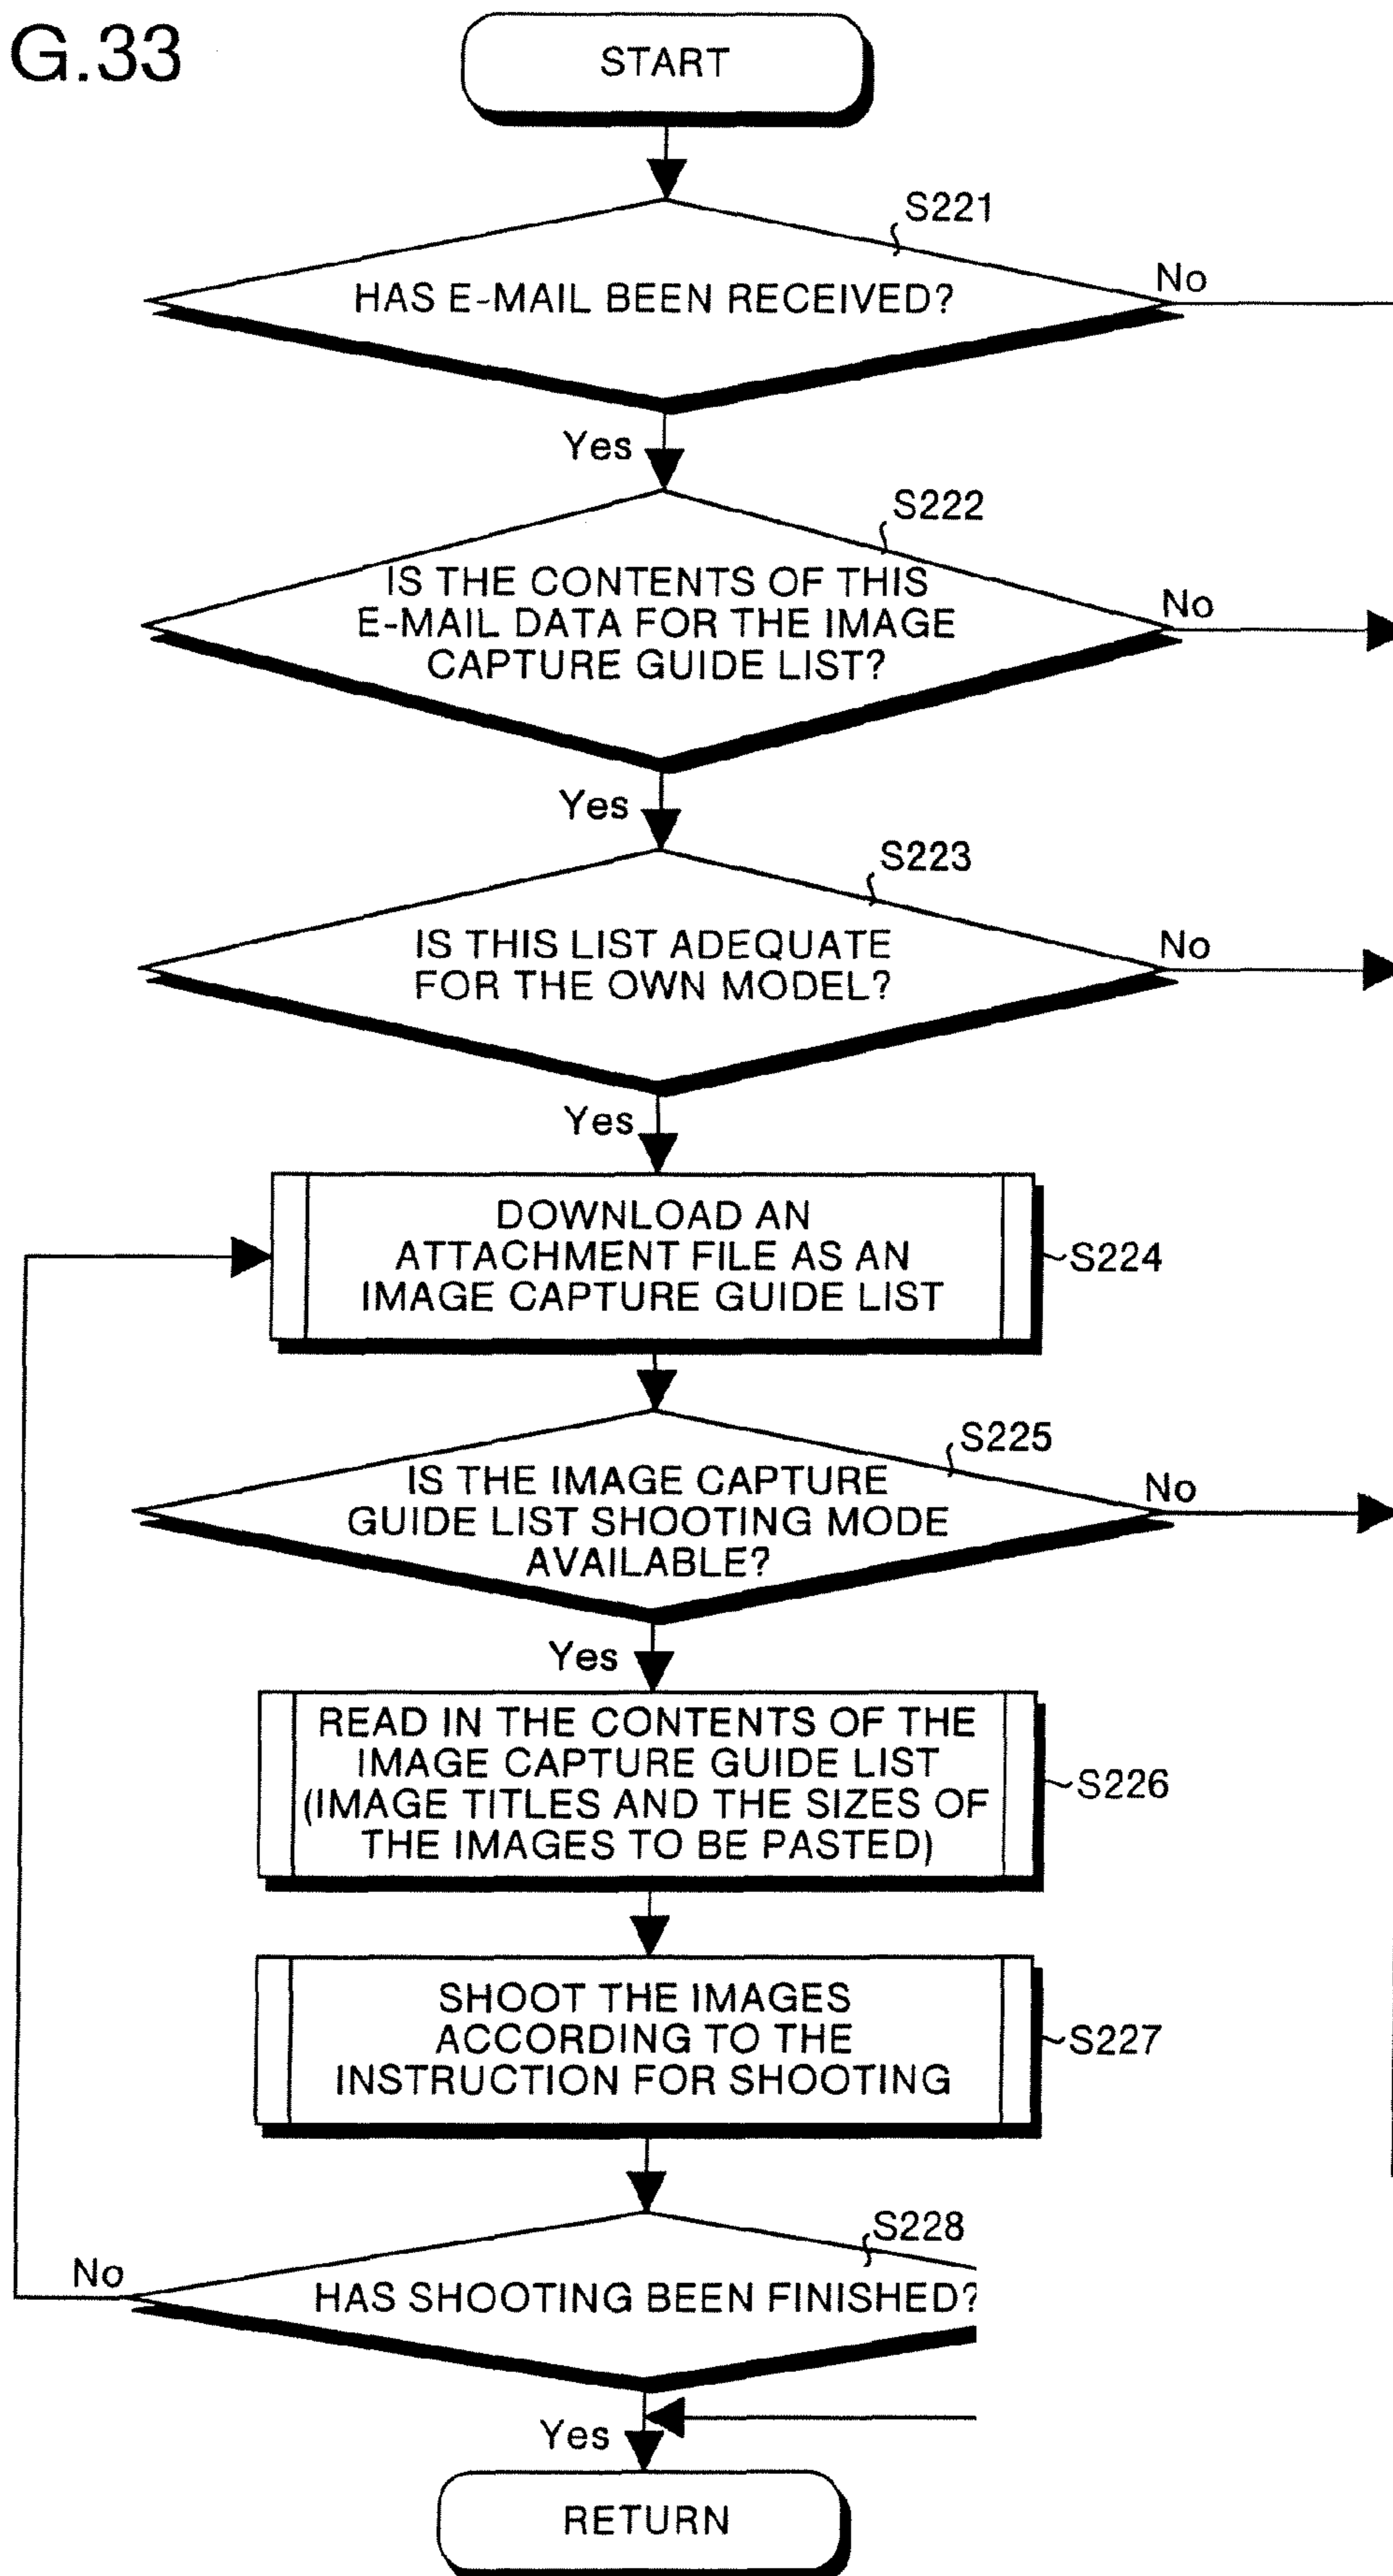 G.33
START
S221
HAS E-MAIL BEEN RECEIVED?
No
Yes
S222
IS THE CONTENTS OF THIS
E-MAIL DATA FOR THE IMAGE
CAPTURE GUIDE LIST?
No
Yes
S223
IS THIS LIST ADEQUATE
FOR THE OWN MODEL?
No
Yes
DOWNLOAD AN
ATTACHMENT FILE AS AN
IMAGE CAPTURE GUIDE LIST
S224
S225
IS THE IMAGE CAPTURE
GUIDE LIST SHOOTING MODE
AVAILABLE?
No
Yes
READ IN THE CONTENTS OF THE
IMAGE CAPTURE GUIDE LIST
(IMAGE TITLES AND THE SIZES OF
THE IMAGES TO BE PASTED)
S226
SHOOT THE IMAGES
ACCORDING TO THE
INSTRUCTION FOR SHOOTING
S227
S228
No
HAS SHOOTING BEEN FINISHED?
Yes
RETURN